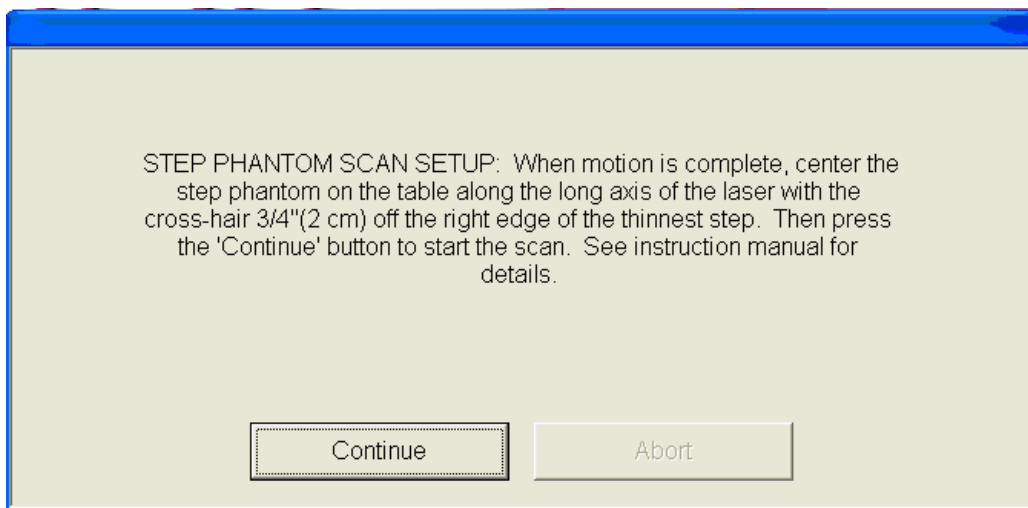 STEP PHANTOM SCAN SETUP:  When motion is complete, center the
step phantom on the table along the long axis of the laser with the
cross-hair 3/4"(2 cm) off the right edge of the thinnest step.  Then press
the 'Continue' button to start the scan.  See instruction manual for
details.
Continue
Abort